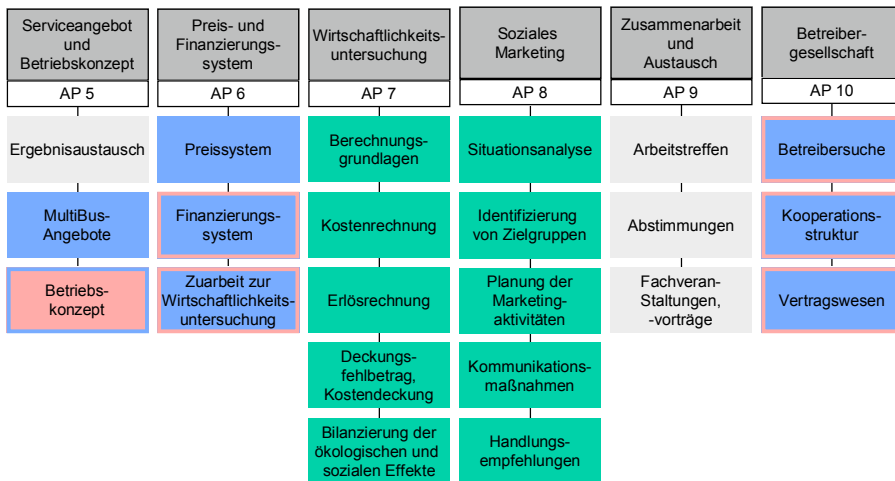 Serviceangebot
und
Betriebskonzept
AP 5
Ergebnisaustausch
MultiBus-
Angebote
Betriebs-
konzept
Preis- und
Finanzierungs-
system
AP 6
Preissystem
Finanzierungs-
system
Zuarbeit zur
Wirtschaftlichkeits-
untersuchung
Wirtschaftlichkeits-
untersuchung
AP 7
Berechnungs-
grundlagen
Kostenrechnung
Erlösrechnung
Deckungs-
fehlbetrag,
Kostendeckung
Bilanzierung der
ökologischen und
sozialen Effekte
Soziales
Marketing
AP 8
Situationsanalyse
Identifizierung
von Zielgruppen
Planung der
Marketing-
aktivitäten
Kommunikations-
maßnahmen
Handlungs-
empfehlungen
Zusammenarbeit
und
Austausch
AP 9
Arbeitstreffen
Abstimmungen
Fachveran-
Staltungen,
-vorträge
Betreiber-
gesellschaft
AP 10
Betreibersuche
Kooperations-
struktur
Vertragswesen